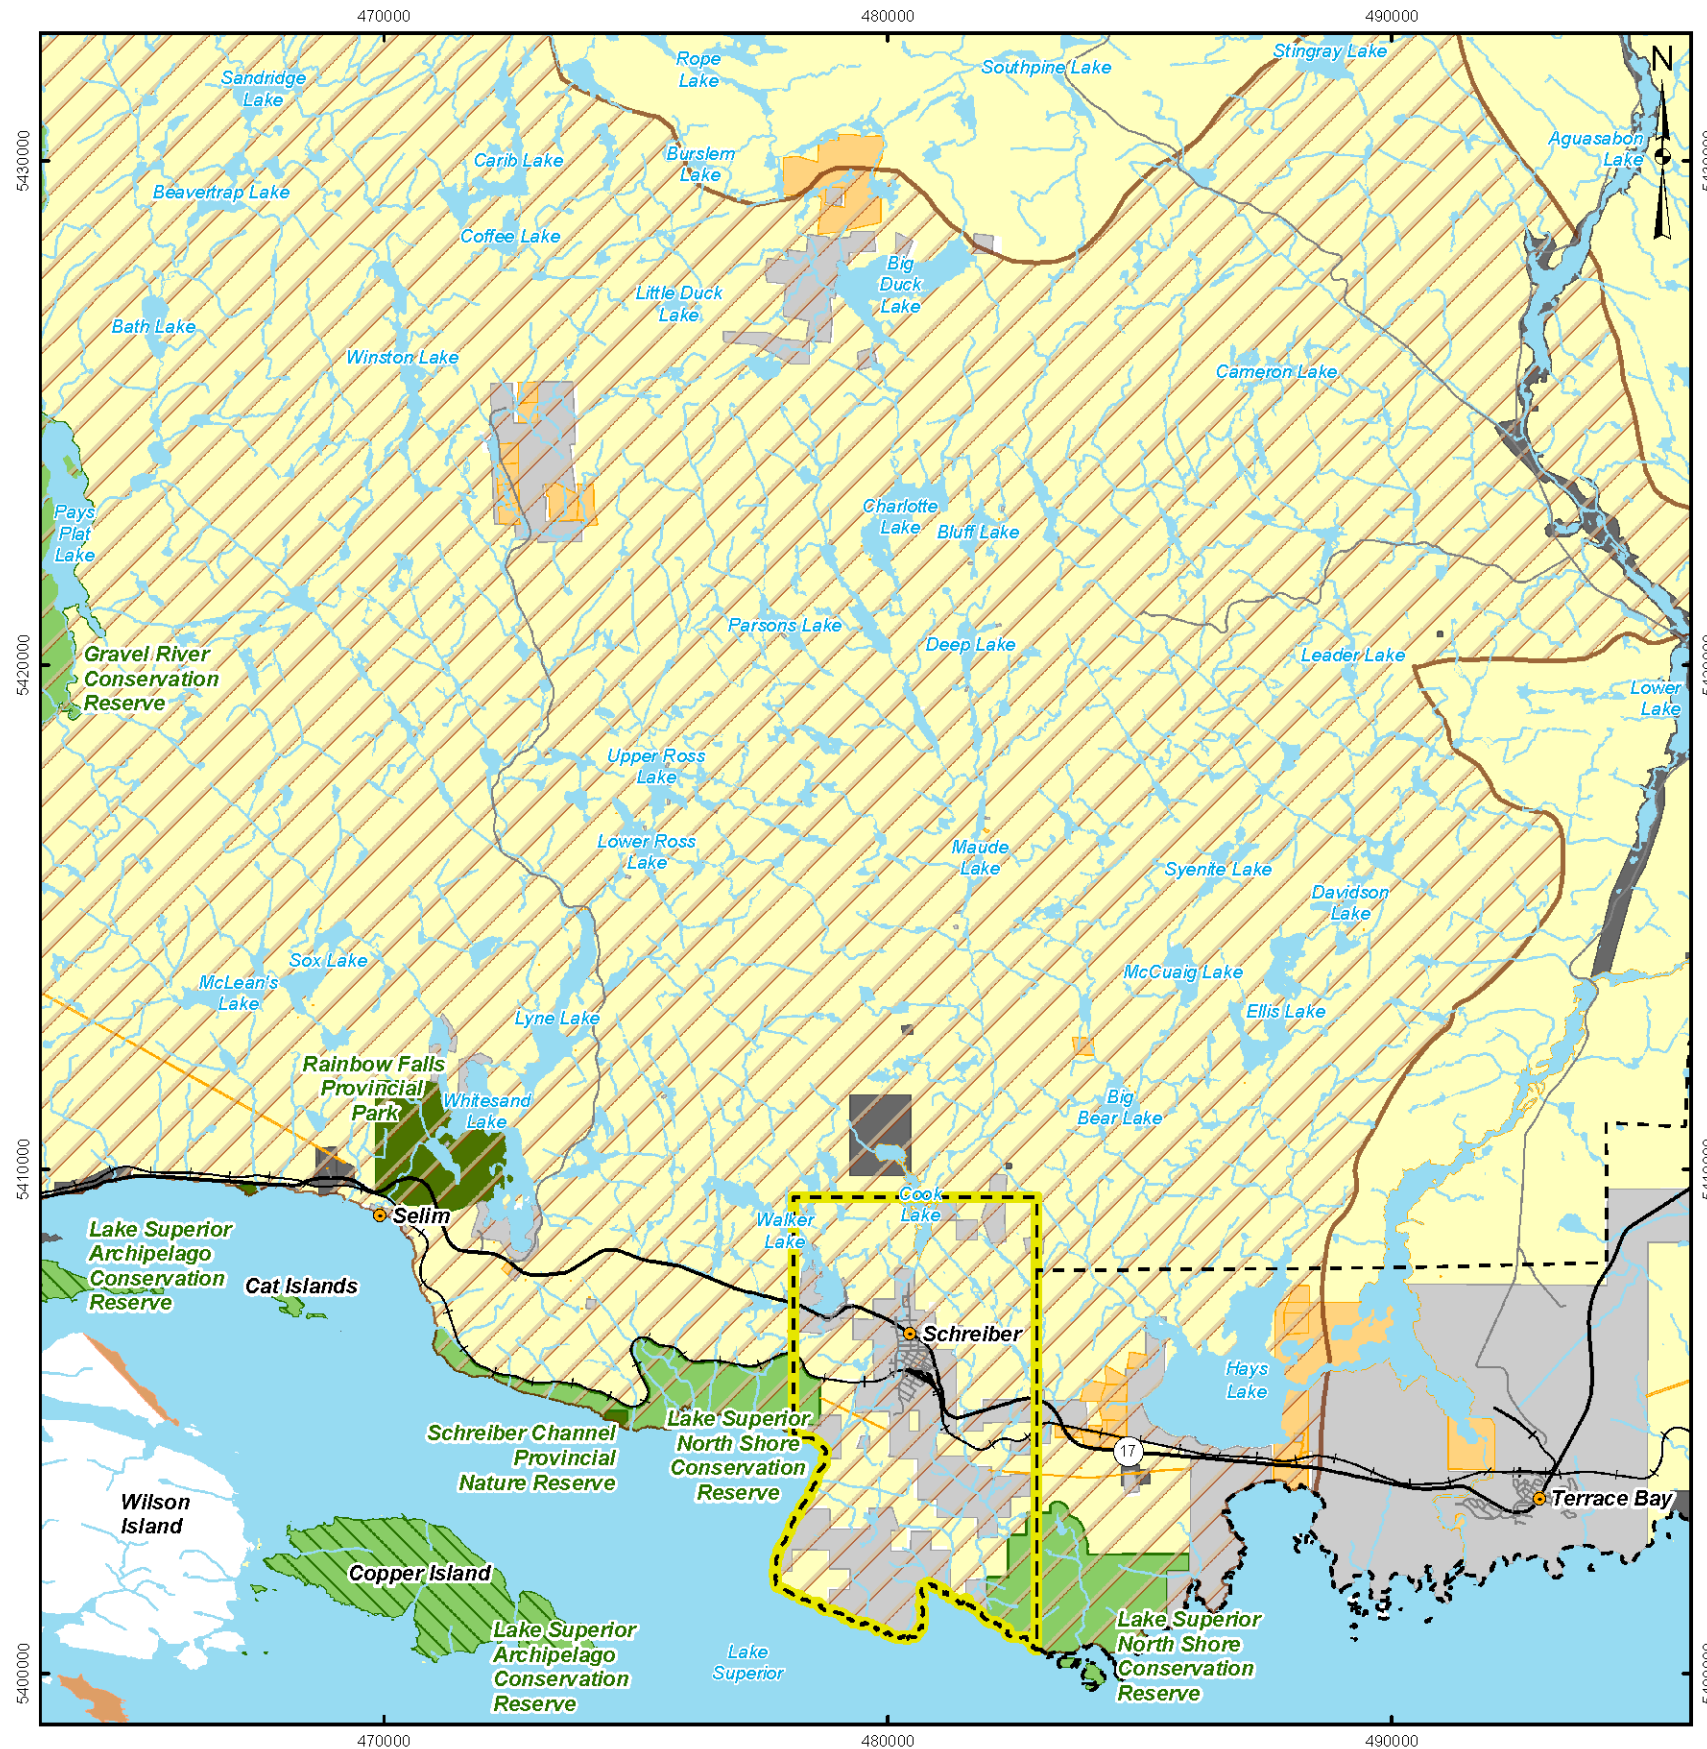 470000
480000
490000
N
Rope
Lake
Southpine Lake
Stingray Lake
Sandridge
Lake
5430000
Carib Lake
Burslem
Lake
Aguasabon
Lake
Beavertrap Lake
Coffee Lake
Big
Duck
Lake
Little Duck
Lake
Bath Lake
Winston Lake
Cameron Lake
Pays
Plat
Lake
Charlotte
Lake
Bluff Lake
Parsons Lake
Deep Lake
5420000
Gravel River
Conservation
Reserve
Leader Lake
Lower
Lake
Upper Ross
Lake
Lower Ross
Lake
Maude
Lake
Syenite Lake
Davidson
Lake
Sox Lake
McLean's
Lake
McCuaig Lake
Lyne Lake
Ellis Lake
Rainbow Falls
Provincial
Park
Whitesand
Lake
Big
Bear Lake
5410000
Cook
Lake
Walker
Lake
Selim
Lake Superior
Archipelago
Conservation
Reserve
Cat Islands
Schreiber
Hays
Lake
Schreiber Channel
Provincial
Nature Reserve
Lake Superior
North Shore
Conservation
Reserve
17
Wilson
Island
Terrace Bay
Copper Island
Lake Superior
Archipelago
Conservation
Reserve
Lake
Superior
Lake Superior
North Shore
Conservation
Reserve
5400000
470000
480000
490000